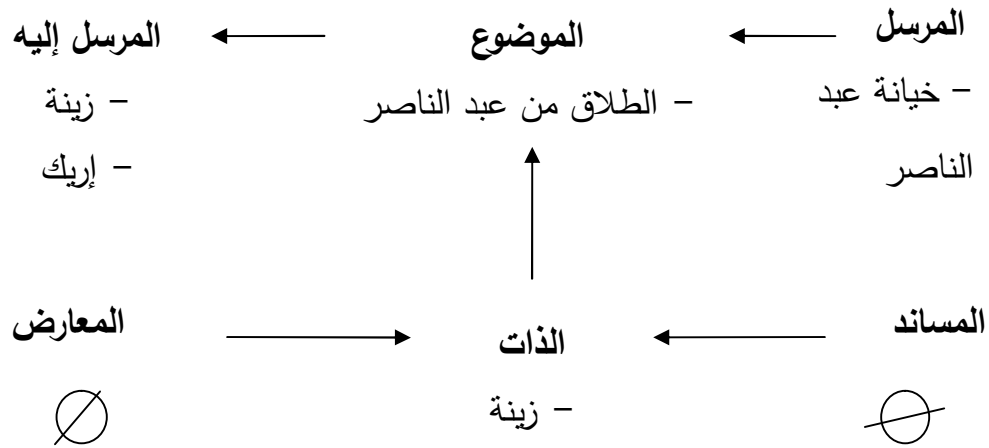 المرسل
الموضوع
المرسل إليه
– خيانة عبد
الناصر
– الطلاق من عبد الناصر
– زينة
– إريك
المساند
الذات
المعارض
– زينة